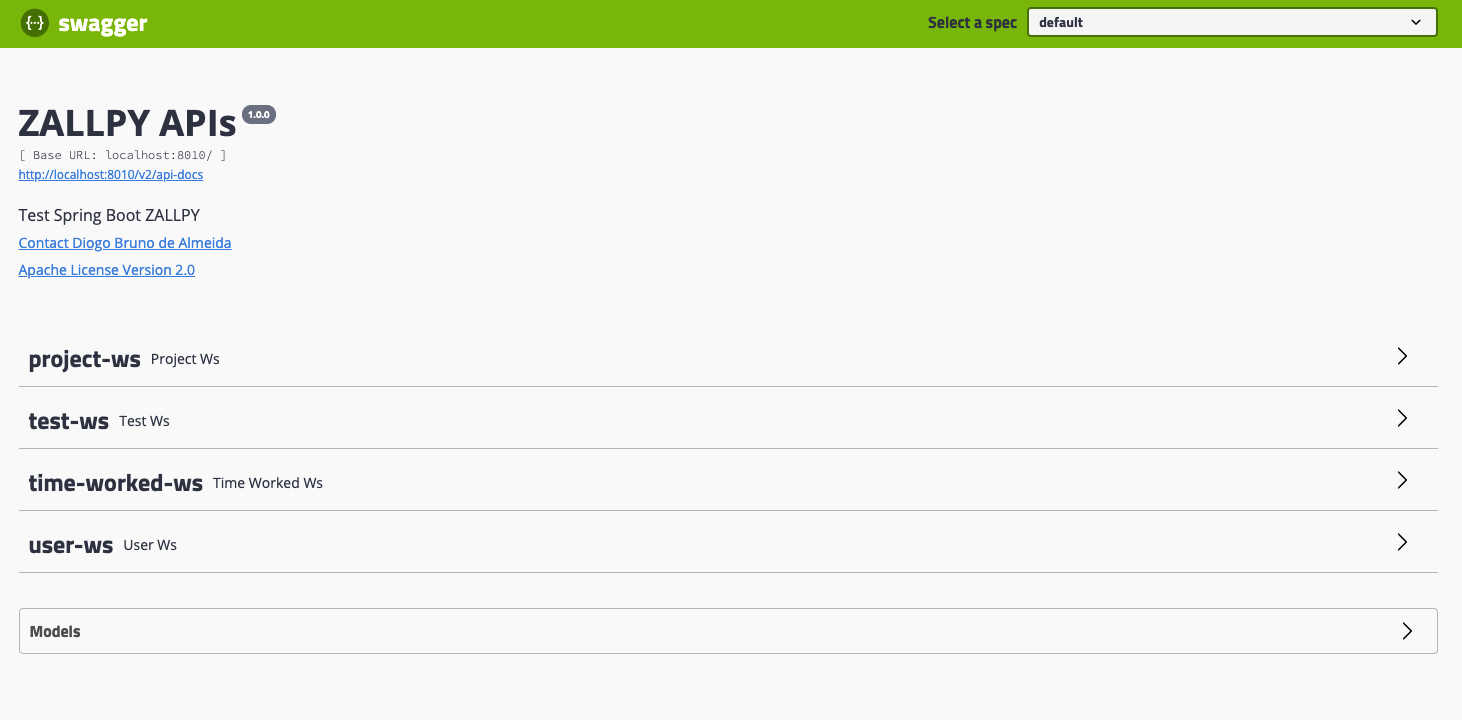 swagger
Select a spec default
ZALLPY APIs 1.0.0
[ Base URL: localhost:8010/ ]
http://localhost:8010/v2/api-docs
Test Spring Boot ZALLPY
Contact Diogo Bruno de Almeida
Apache License Version 2.0
project-ws Project Ws
test-ws Test Ws
time-worked-ws Time Worked Ws
user-ws User Ws
Models